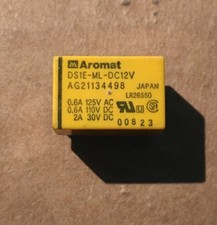 Aromat
DS1E-ML-DC12V
AG21134498
JAPAN
LR26550
0.6A 125V AC
0.6A 110V DC
2A 30V DC
00823